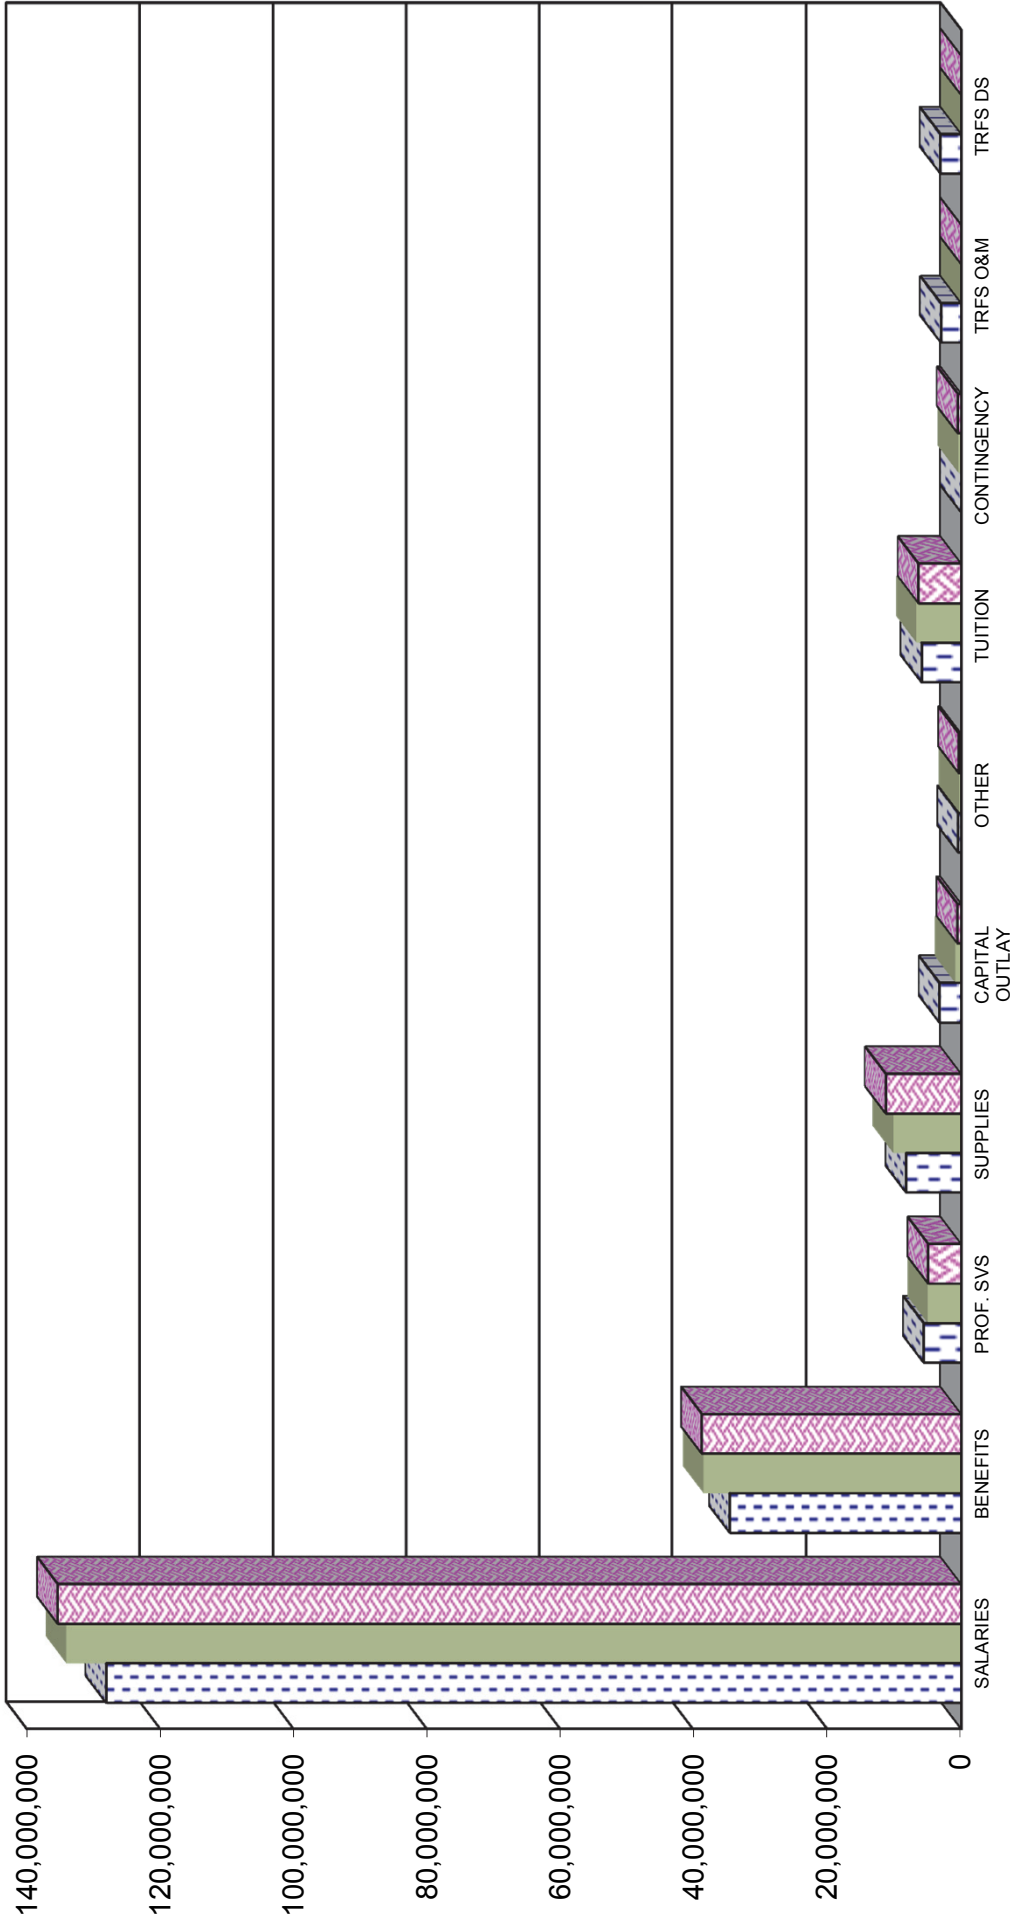 140,000,000
120,000,000
100,000,000
80,000,000
60,000,000
40,000,000
20,000,000
0
SALARIES
BENEFITS
PROF. SVS
SUPPLIES
CAPITAL
OUTLAY
OTHER
TUITION
CONTINGENCY
TRFS O&M
TRFS DS